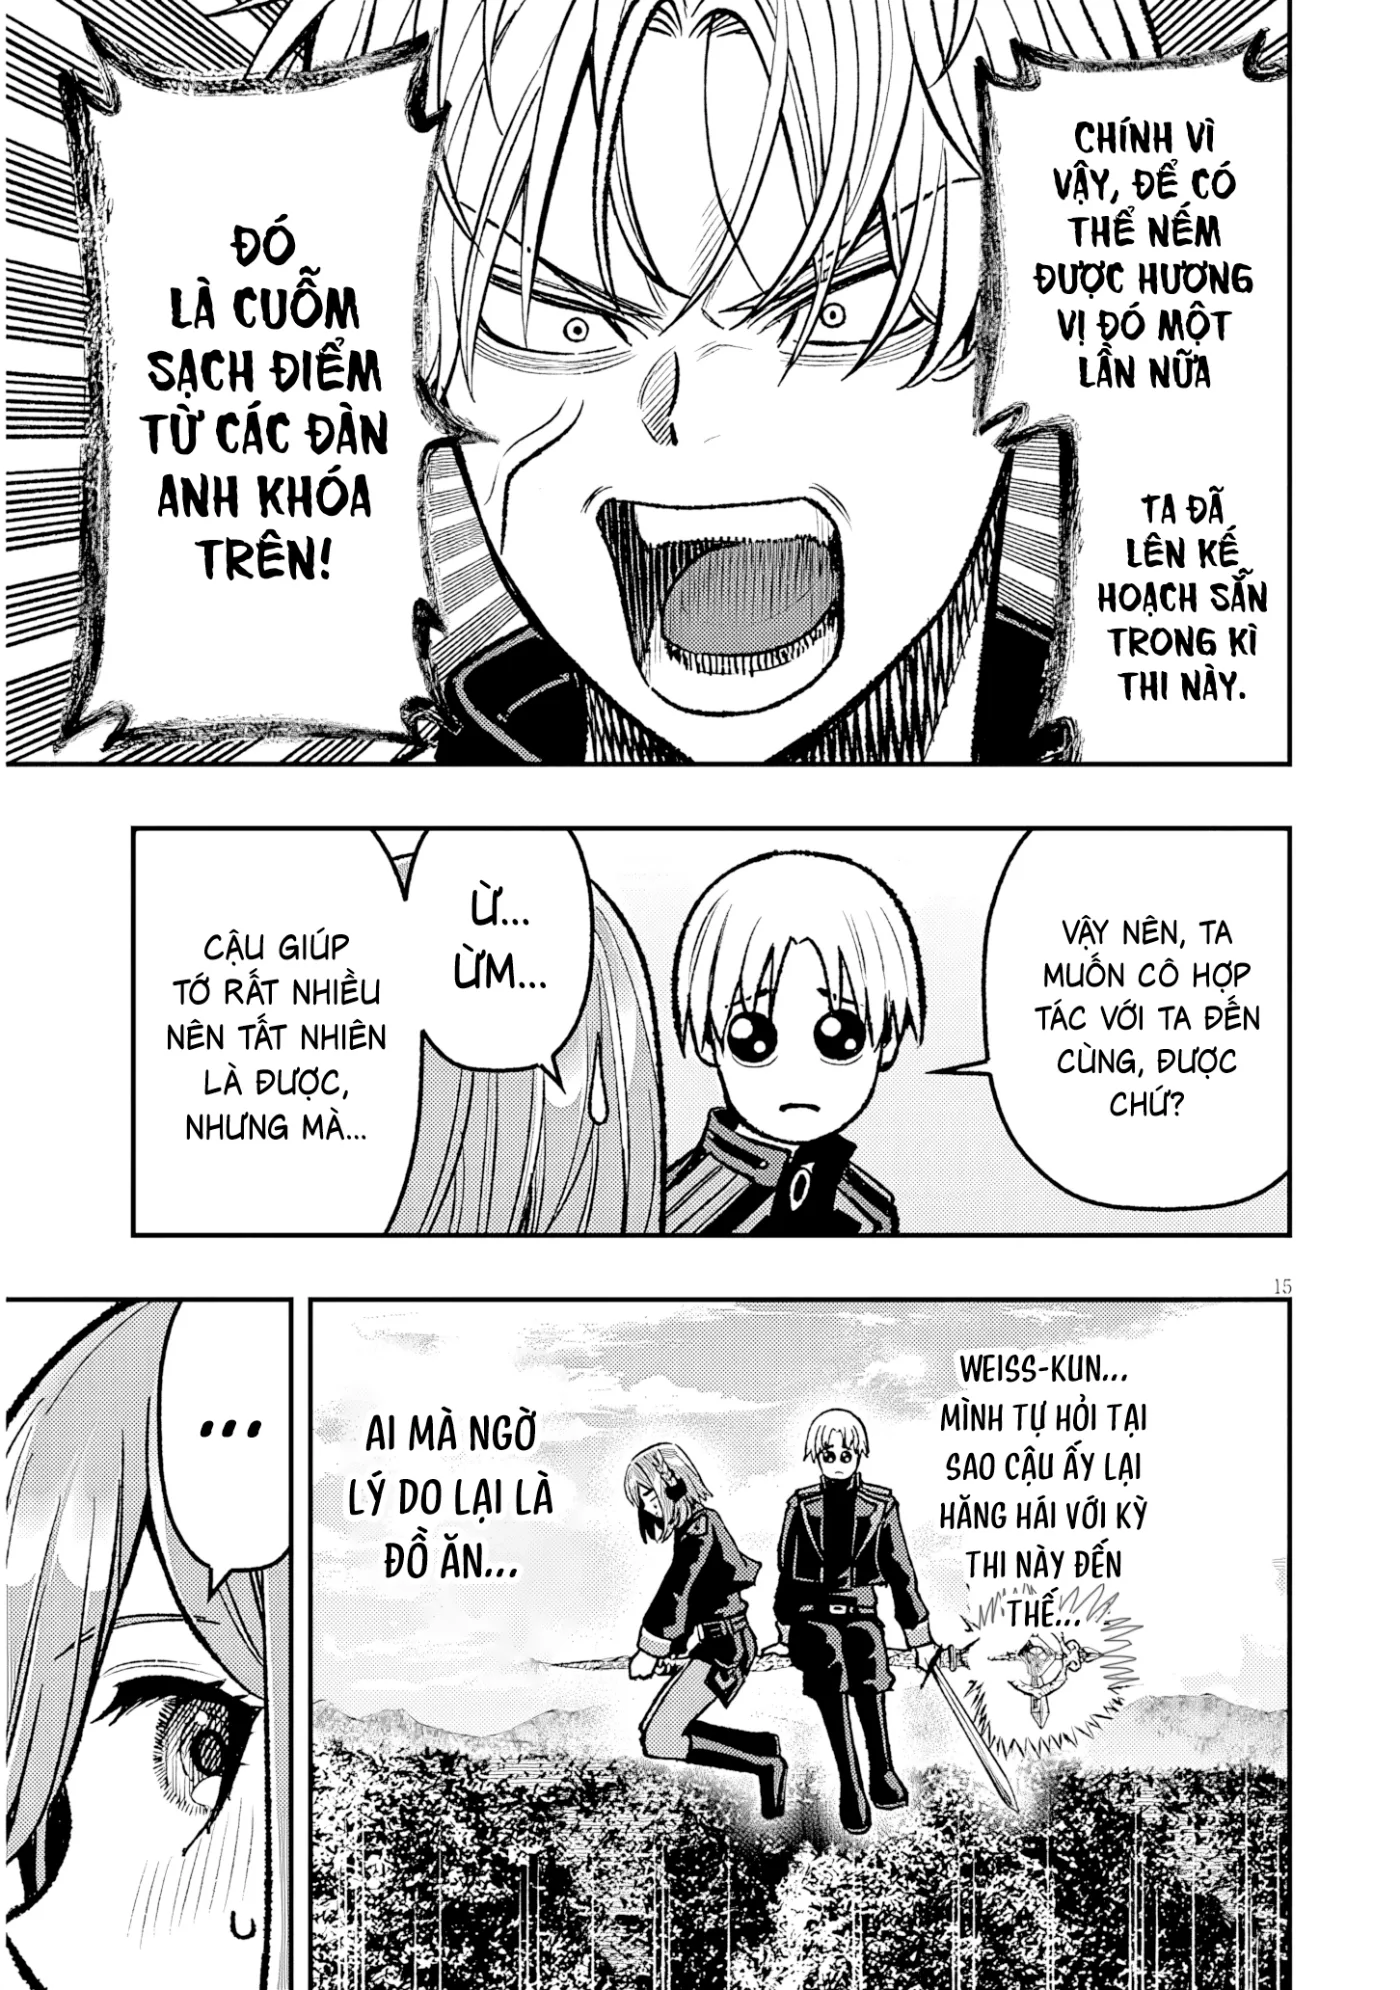 CHÍNH VÌ
VẬY, ĐỂ CÓ
THỂ NẾM
ĐƯỢC HƯƠNG
VỊ ĐÓ MỘT
LẦN NỮA
TA ĐÃ
LÊN KẾ
HOẠCH SẴN
TRONG KÌ
THI NÀY.
ĐÓ
LÀ CUỖM
SẠCH ĐIỂM
TỪ CÁC ĐÀN
ANH KHÓA
TRÊN!
VẬY NÊN, TA
MUỐN CÔ HỢP
TÁC VỚI TA ĐẾN
CÙNG, ĐƯỢC
CHỨ?
Ừ...
ỪM...
CẬU GIÚP
TỚ RẤT NHIỀU
NÊN TẤT NHIÊN
LÀ ĐƯỢC,
NHƯNG MÀ...
15
WEISS-KUN...
MÌNH TỰ HỎI TẠI
SAO CẬU ẤY LẠI
HĂNG HÁI VỚI KỲ
THI NÀY ĐẾN
THẾ...
AI MÀ NGỜ
LÝ DO LẠI LÀ
ĐỒ ĂN...
...